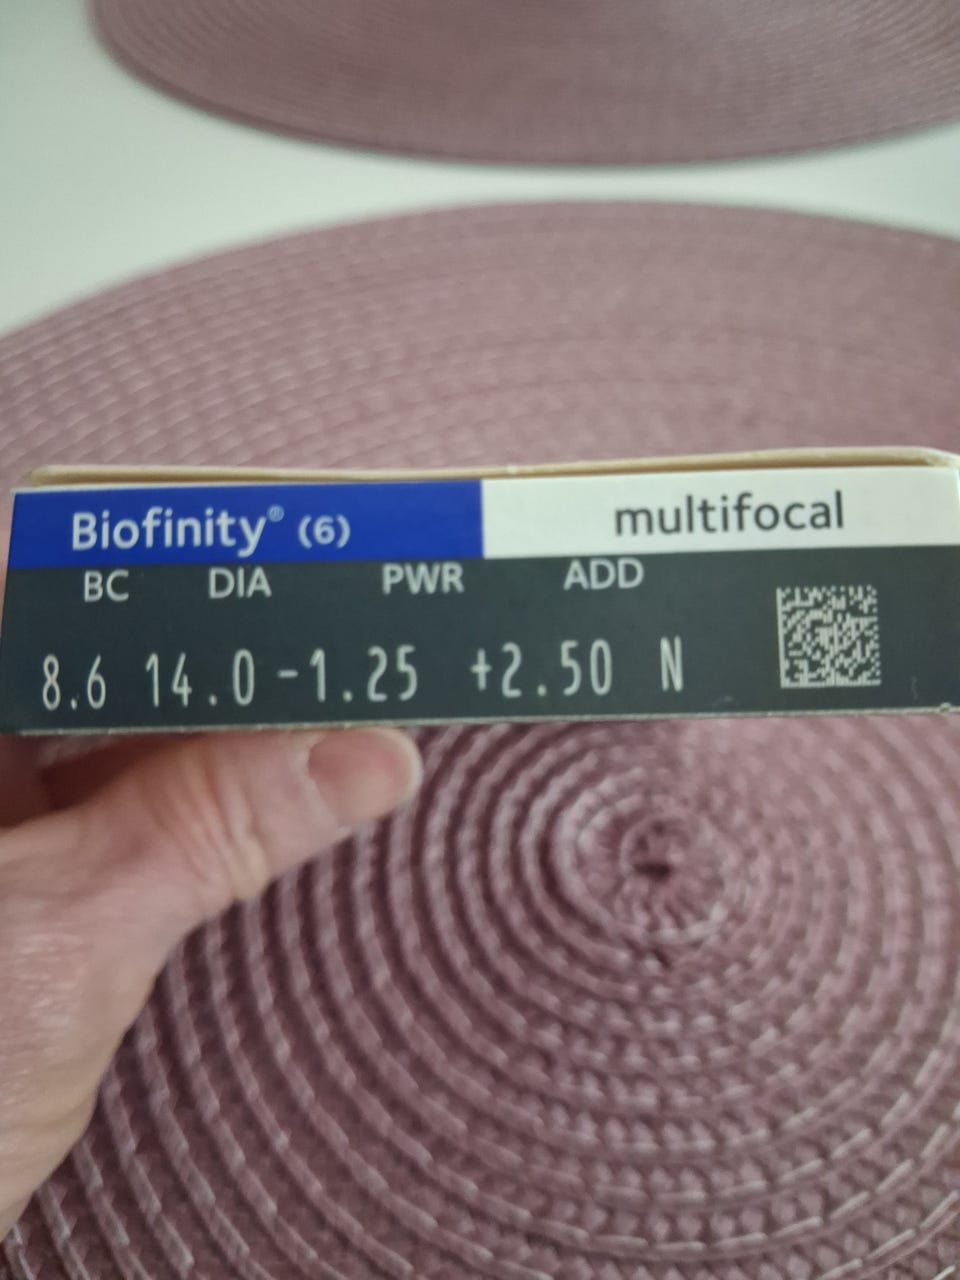 Biofinity® (6) multifocal
BC DIA PWR ADD
8.6 14.0 -1.25 +2.50 N